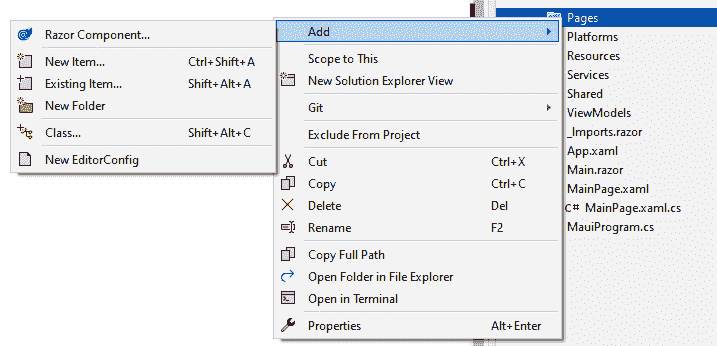 Razor Component...
New Item... Ctrl+Shift+A
Existing Item... Shift+Alt+A
New Folder
Class... Shift+Alt+C
New EditorConfig
Add
Scope to This
New Solution Explorer View
Git
Exclude From Project
Cut Ctrl+X
Copy Ctrl+C
Delete Del
Rename F2
Copy Full Path
Open Folder in File Explorer
Open in Terminal
Properties Alt+Enter
Pages
Platforms
Resources
Services
Shared
ViewModels
_Imports.razor
App.xaml
Main.razor
MainPage.xaml
C# MainPage.xaml.cs
MauiProgram.cs